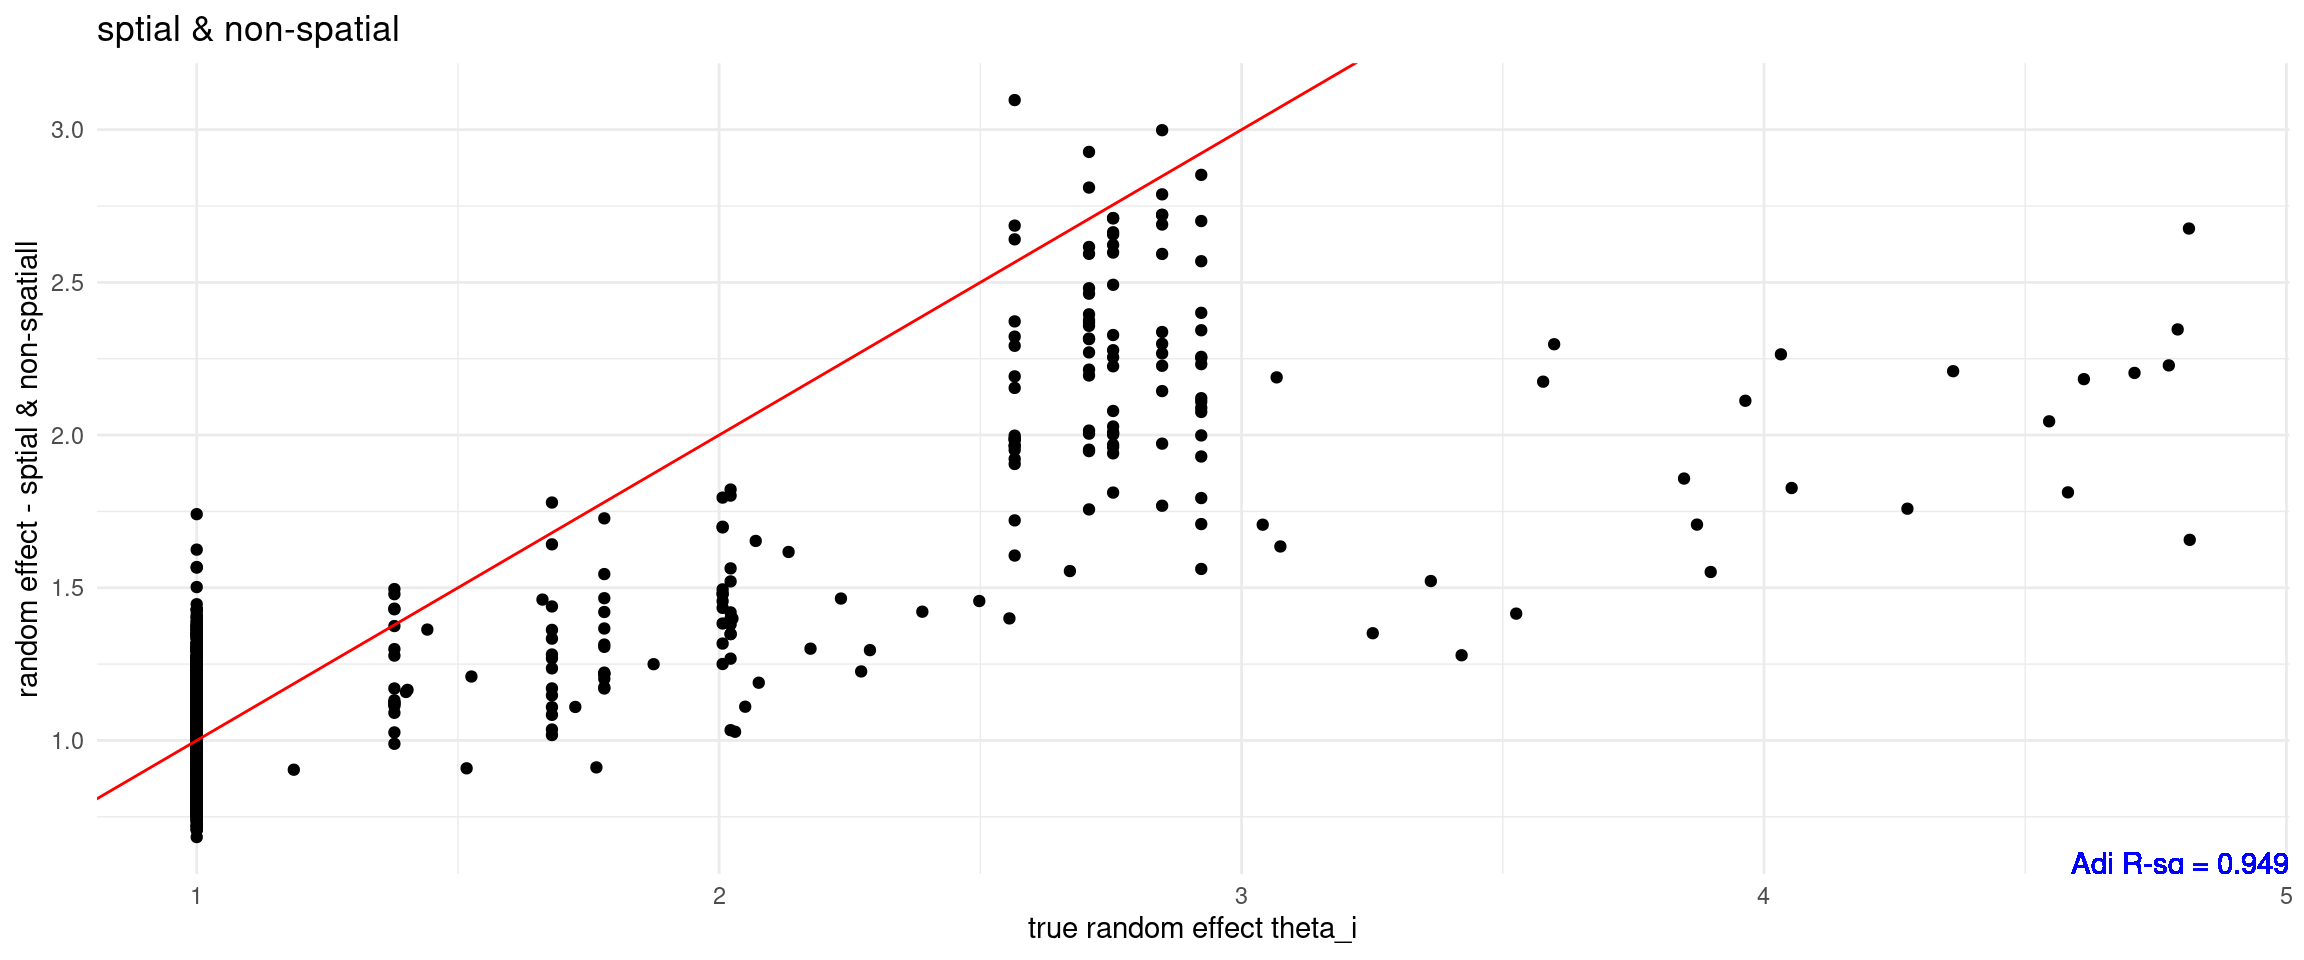 sptial & non-spatial
random effect - sptial & non-spatiall
3.0
2.5
2.0
1.5
1.0
Adj R-sq = 0.949
1 2 3 4 5
true random effect theta_i